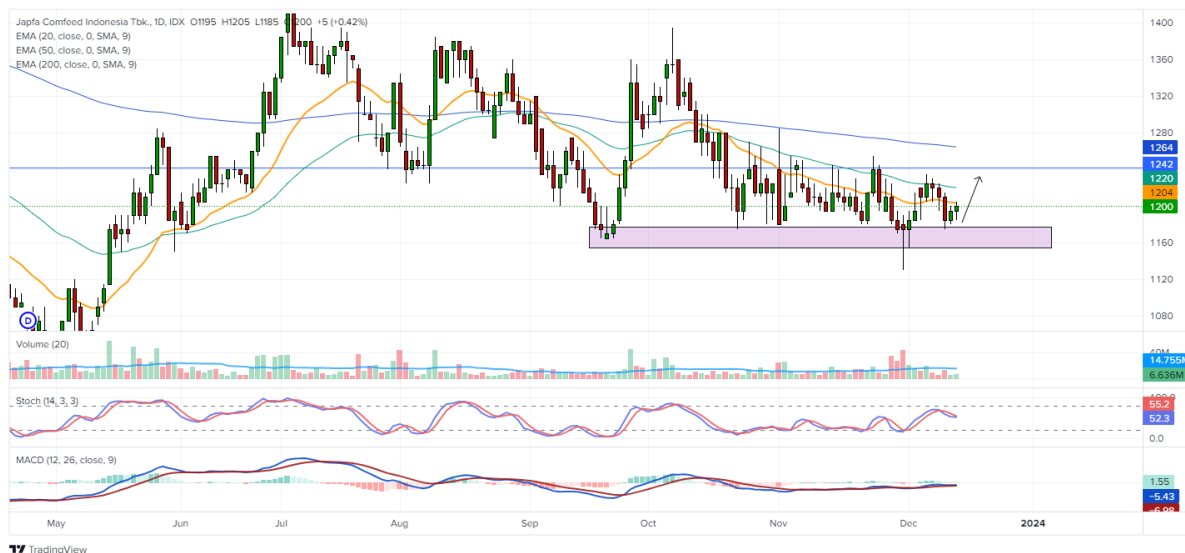 Japfa Comfeed Indonesia Tbk., 1D, IDX O1195 H1205 L1185 C1200 +5 (+0.42%)
EMA (20, close, 0, SMA, 9)
EMA (50, close, 0, SMA, 9)
EMA (200, close, 0, SMA, 9)
1400
1360
1320
1280
1264
1242
1220
1204
1200
1160
1120
1080
D
Volume (20)
40M
14.755M
6.636M
Stoch (14, 3, 3)
55.2
52.3
0.0
MACD (12, 26, close, 9)
1.55
−5.43
−6.98
May Jun Jul Aug Sep Oct Nov Dec 2024
TradingView